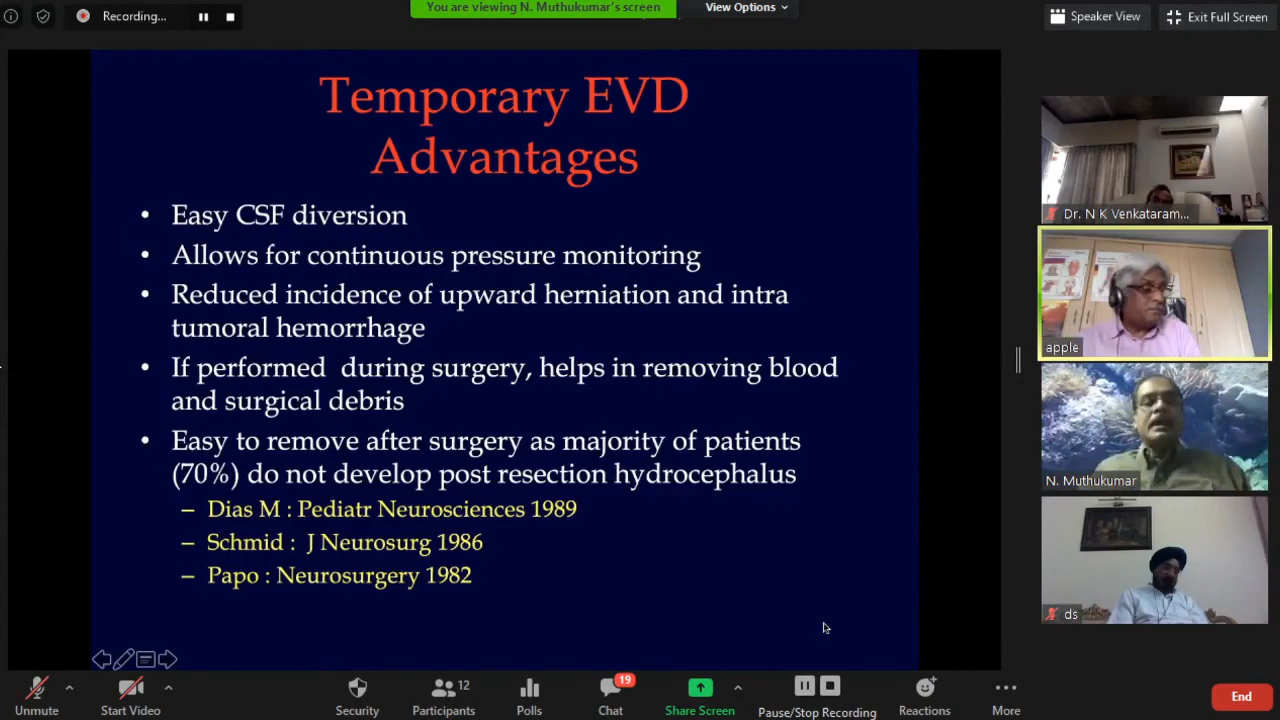 Recording...
You are viewing N. Muthukumar's screen
View Options
Speaker View
Exit Full Screen
Temporary EVD
Advantages
• Easy CSF diversion
• Allows for continuous pressure monitoring
• Reduced incidence of upward herniation and intra
tumoral hemorrhage
• If performed during surgery, helps in removing blood
and surgical debris
• Easy to remove after surgery as majority of patients
(70%) do not develop post resection hydrocephalus
– Dias M : Pediatr Neurosciences 1989
– Schmid : J Neurosurg 1986
– Papo : Neurosurgery 1982
Dr. N K Venkataram...
apple
N. Muthukumar
ds
Unmute
Start Video
Security
12
Participants
Polls
19
Chat
Share Screen
Pause/Stop Recording
Reactions
More
End